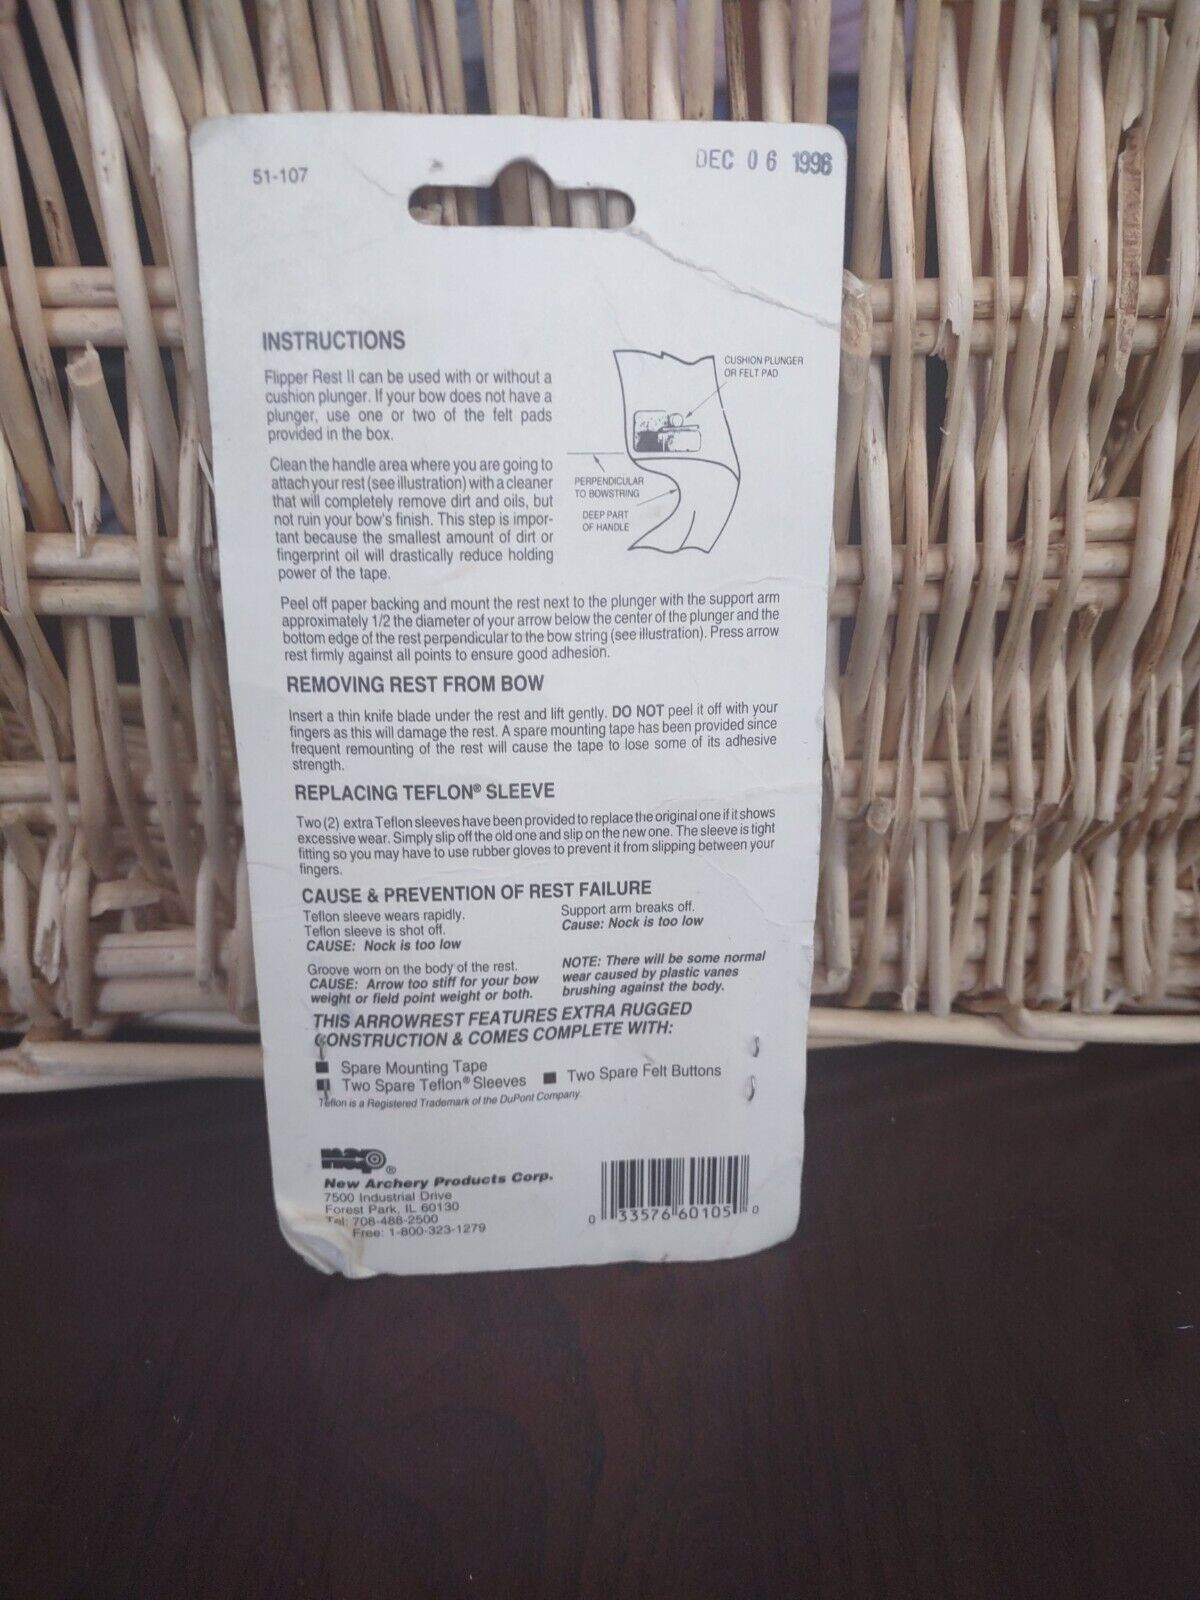 51-107
DEC 06 1996
INSTRUCTIONS
Flipper Rest II can be used with or without a
cushion plunger. If your bow does not have a
plunger, use one or two of the felt pads
provided in the box.
Clean the handle area where you are going to
attach your rest (see illustration) with a cleaner
that will completely remove dirt and oils, but
not ruin your bow's finish. This step is impor-
tant because the smallest amount of dirt or
fingerprint oil will drastically reduce holding
power of the tape.
CUSHION PLUNGER
OR FELT PAD
PERPENDICULAR
TO BOWSTRING
DEEP PART
OF HANDLE
Peel off paper backing and mount the rest next to the plunger with the support arm
approximately 1/2 the diameter of your arrow below the center of the plunger and the
bottom edge of the rest perpendicular to the bow string (see illustration). Press arrow
rest firmly against all points to ensure good adhesion.
REMOVING REST FROM BOW
Insert a thin knife blade under the rest and lift gently. DO NOT peel it off with your
fingers as this will damage the rest. A spare mounting tape has been provided since
frequent remounting of the rest will cause the tape to lose some of its adhesive
strength.
REPLACING TEFLON® SLEEVE
Two (2) extra Teflon sleeves have been provided to replace the original one if it shows
excessive wear. Simply slip off the old one and slip on the new one. The sleeve is tight
fitting so you may have to use rubber gloves to prevent it from slipping between your
fingers.
CAUSE & PREVENTION OF REST FAILURE
Teflon sleeve wears rapidly.
Teflon sleeve is shot off.
CAUSE: Nock is too low
Groove worn on the body of the rest.
CAUSE: Arrow too stiff for your bow
weight or field point weight or both.
Support arm breaks off.
Cause: Nock is too low
NOTE: There will be some normal
wear caused by plastic vanes
brushing against the body.
THIS ARROWREST FEATURES EXTRA RUGGED
CONSTRUCTION & COMES COMPLETE WITH:
■ Spare Mounting Tape
■ Two Spare Teflon® Sleeves ■ Two Spare Felt Buttons
Teflon is a Registered Trademark of the DuPont Company.
nap®
New Archery Products Corp.
7500 Industrial Drive
Forest Park, IL 60130
Tel: 708-488-2500
Free: 1-800-323-1279
0 33576 60105 0